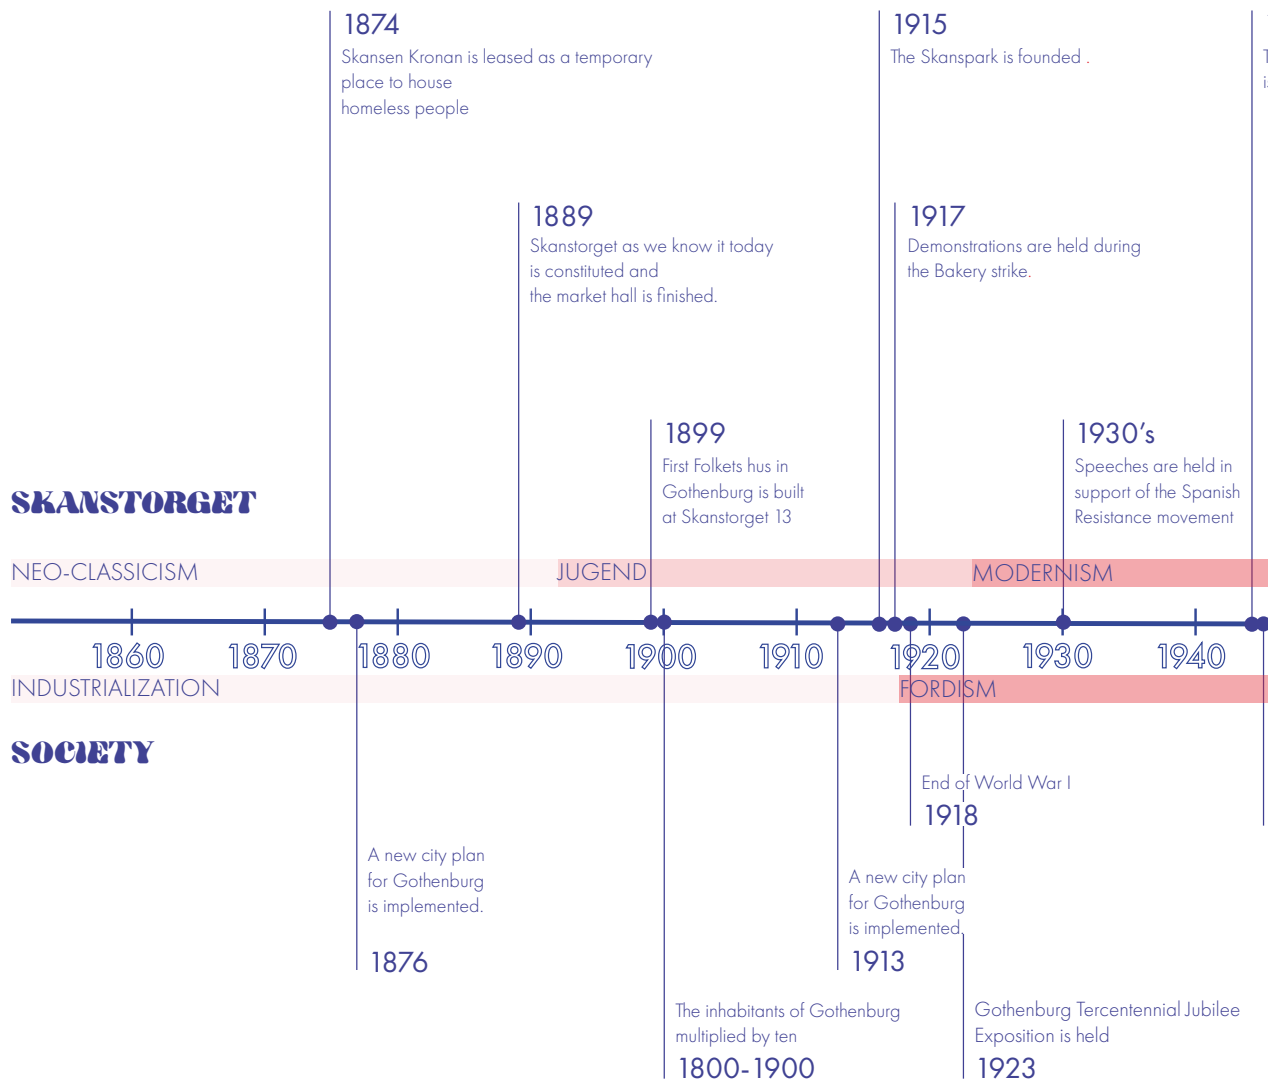 1874
Skansen Kronan is leased as a temporary
place to house
homeless people
1915
The Skanspark is founded .
1889
Skanstorget as we know it today
is constituted and
the market hall is finished.
1917
Demonstrations are held during
the Bakery strike.
1899
First Folkets hus in
Gothenburg is built
at Skanstorget 13
1930's
Speeches are held in
support of the Spanish
Resistance movement
SKANSTORGET
NEO-CLASSICISM
JUGEND
MODERNISM
1860
1870
1880
1890
1900
1910
1920
1930
1940
INDUSTRIALIZATION
FORDISM
SOCIETY
End of World War I
1918
A new city plan
for Gothenburg
is implemented.
1876
A new city plan
for Gothenburg
is implemented.
1913
The inhabitants of Gothenburg
multiplied by ten
1800-1900
Gothenburg Tercentennial Jubilee
Exposition is held
1923